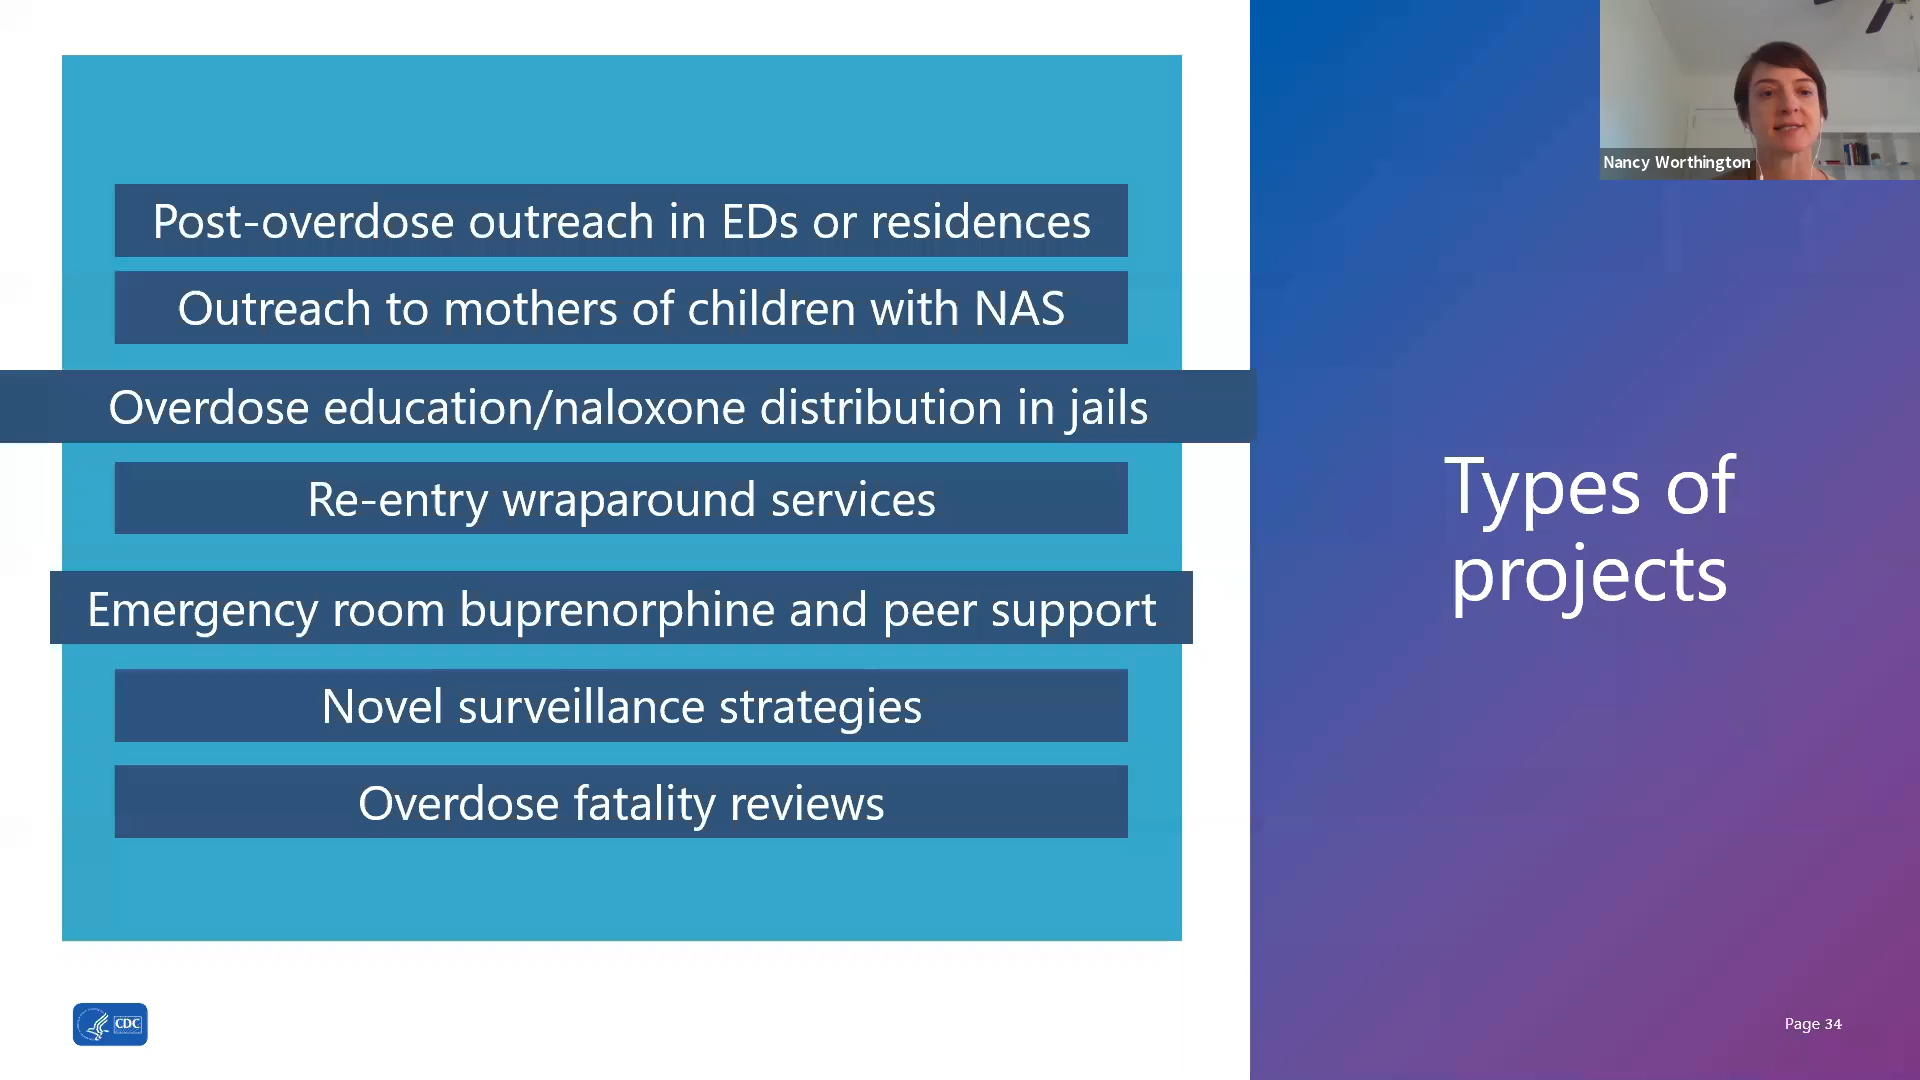 Post-overdose outreach in EDs or residences
Outreach to mothers of children with NAS
Overdose education/naloxone distribution in jails
Re-entry wraparound services
Emergency room buprenorphine and peer support
Novel surveillance strategies
Overdose fatality reviews
Types of
projects
Nancy Worthington
CDC
Page 34